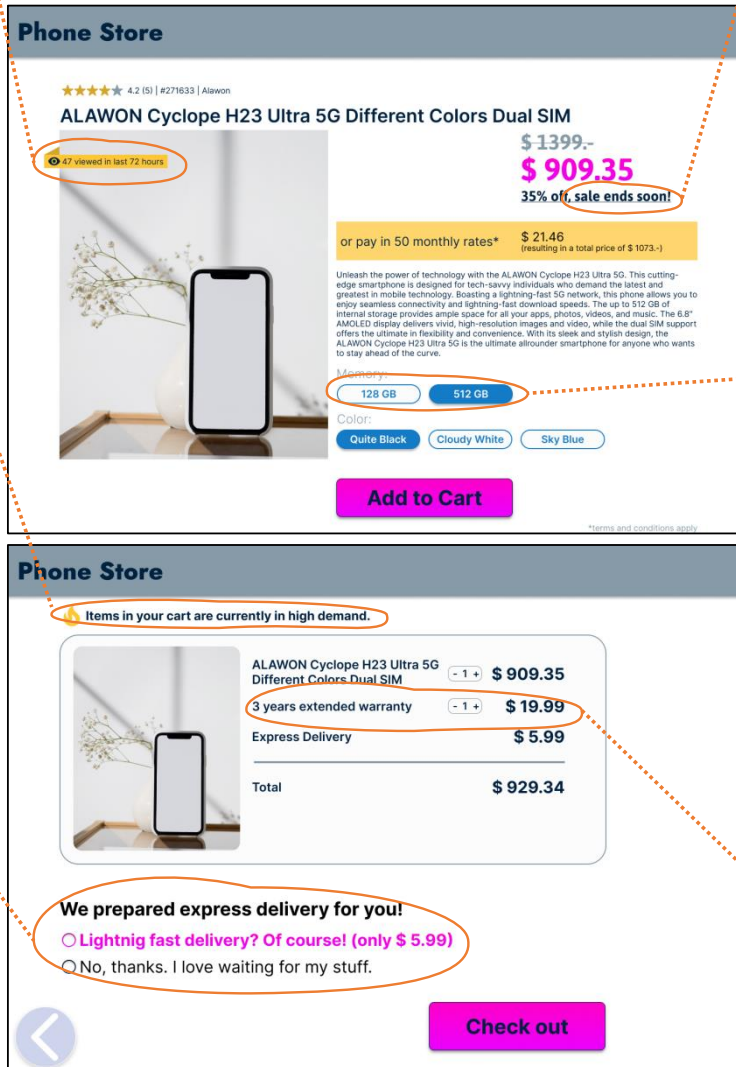 Phone Store
4.2 (5) | #271633 | Alawon
ALAWON Cyclope H23 Ultra 5G Different Colors Dual SIM
47 viewed in last 72 hours
$ 1399.-
$ 909.35
35% off, sale ends soon!
or pay in 50 monthly rates*
$ 21.46
(resulting in a total price of $ 1073.-)
Unleash the power of technology with the ALAWON Cyclope H23 Ultra 5G. This cutting-
edge smartphone is designed for tech-savvy individuals who demand the latest and
greatest in mobile technology. Boasting a lightning-fast 5G network, this phone allows you to
enjoy seamless connectivity and lightning-fast download speeds. The up to 512 GB of
internal storage provides ample space for all your apps, photos, videos, and music. The 6.8"
AMOLED display delivers vivid, high-resolution images and video, while the dual SIM support
offers the ultimate in flexibility and convenience. With its sleek and stylish design, the
ALAWON Cyclope H23 Ultra 5G is the ultimate allrounder smartphone for anyone who wants
to stay ahead of the curve.
Memory:
128 GB
512 GB
Color:
Quite Black
Cloudy White
Sky Blue
Add to Cart
*terms and conditions apply
Phone Store
Items in your cart are currently in high demand.
ALAWON Cyclope H23 Ultra 5G
Different Colors Dual SIM
- 1 +
$ 909.35
3 years extended warranty
- 1 +
$ 19.99
Express Delivery
$ 5.99
Total
$ 929.34
We prepared express delivery for you!
Lightnig fast delivery? Of course! (only $ 5.99)
No, thanks. I love waiting for my stuff.
Check out